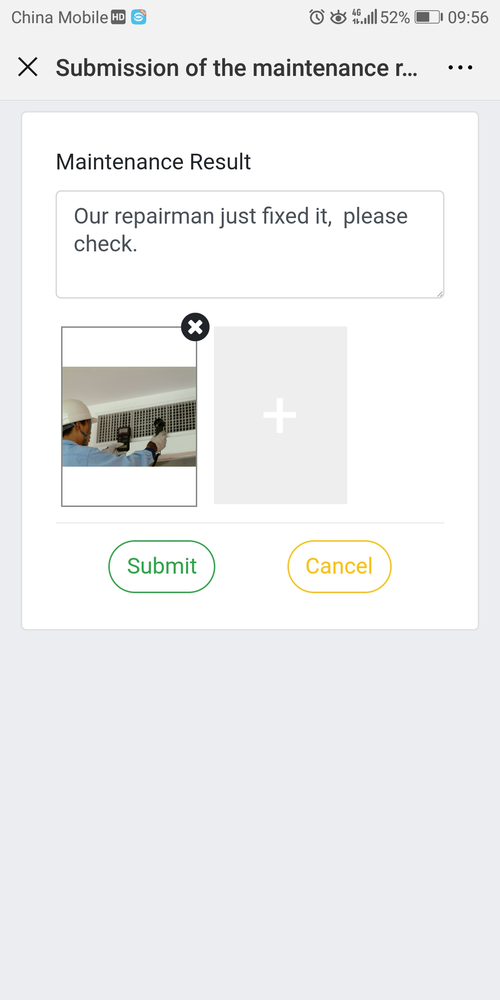 China Mobile HD 4G 52% 09:56
Submission of the maintenance r...
Maintenance Result
Our repairman just fixed it,  please
check.
Submit Cancel